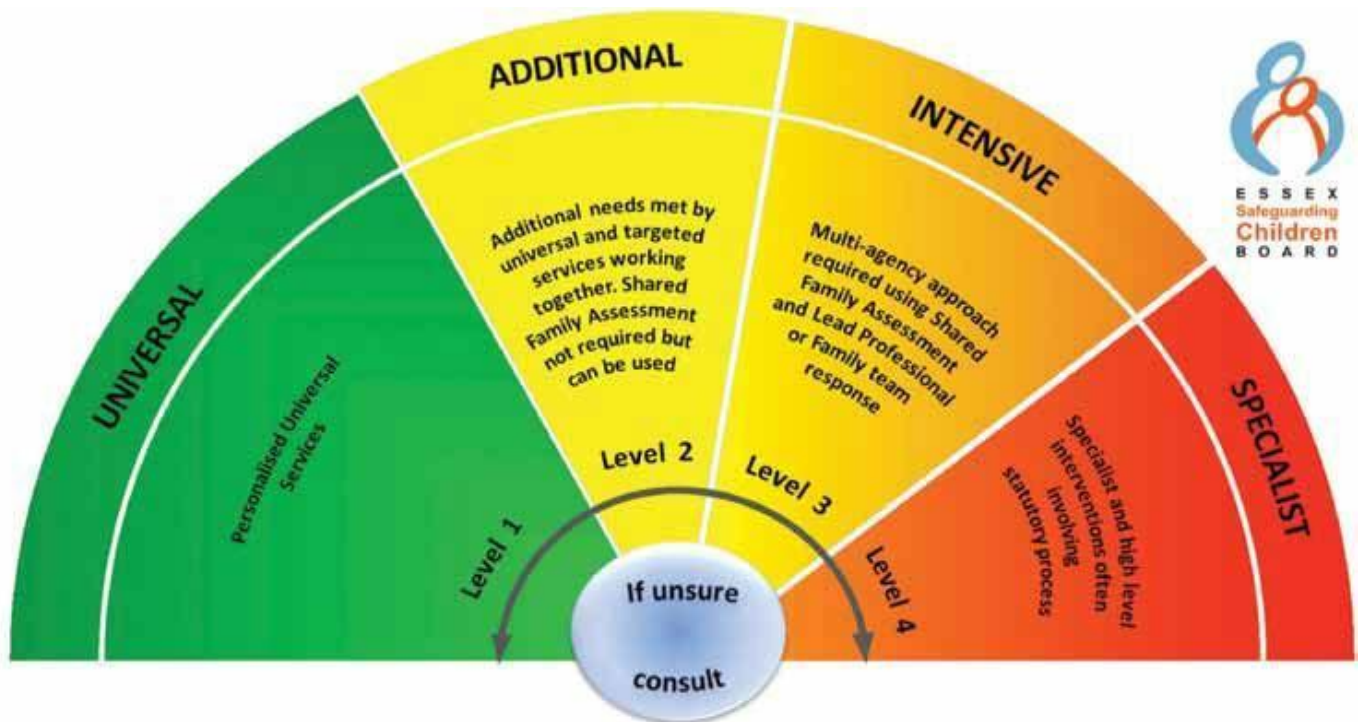 UNIVERSAL
Personalised Universal
Services
Level 1
ADDITIONAL
Additional needs met by
universal and targeted
services working
together. Shared
Family Assessment
not required but
can be used
Level 2
INTENSIVE
Multi-agency approach
required using Shared
Family Assessment
and Lead Professional
or Family team
response
Level 3
SPECIALIST
Specialist and high level
interventions often
involving
statutory process
Level 4
If unsure
consult
ESSEX
Safeguarding
Children
BOARD